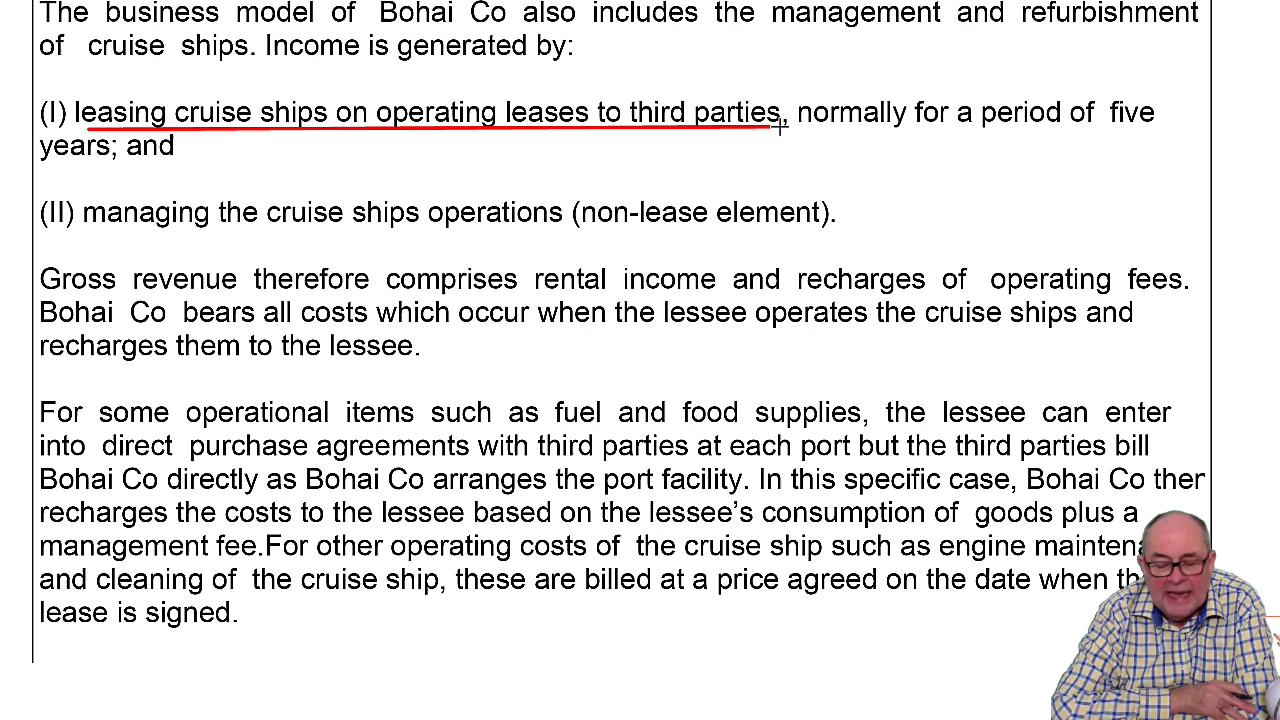 The business model of Bohai Co also includes the management and refurbishment
of cruise ships. Income is generated by:
(I) leasing cruise ships on operating leases to third parties, normally for a period of five
years; and
(II) managing the cruise ships operations (non-lease element).
Gross revenue therefore comprises rental income and recharges of operating fees.
Bohai Co bears all costs which occur when the lessee operates the cruise ships and
recharges them to the lessee.
For some operational items such as fuel and food supplies, the lessee can enter
into direct purchase agreements with third parties at each port but the third parties bill
Bohai Co directly as Bohai Co arranges the port facility. In this specific case, Bohai Co then
recharges the costs to the lessee based on the lessee's consumption of goods plus a
management fee.For other operating costs of the cruise ship such as engine
and cleaning of the cruise ship, these are billed at a price agreed on the date when
lease is signed.